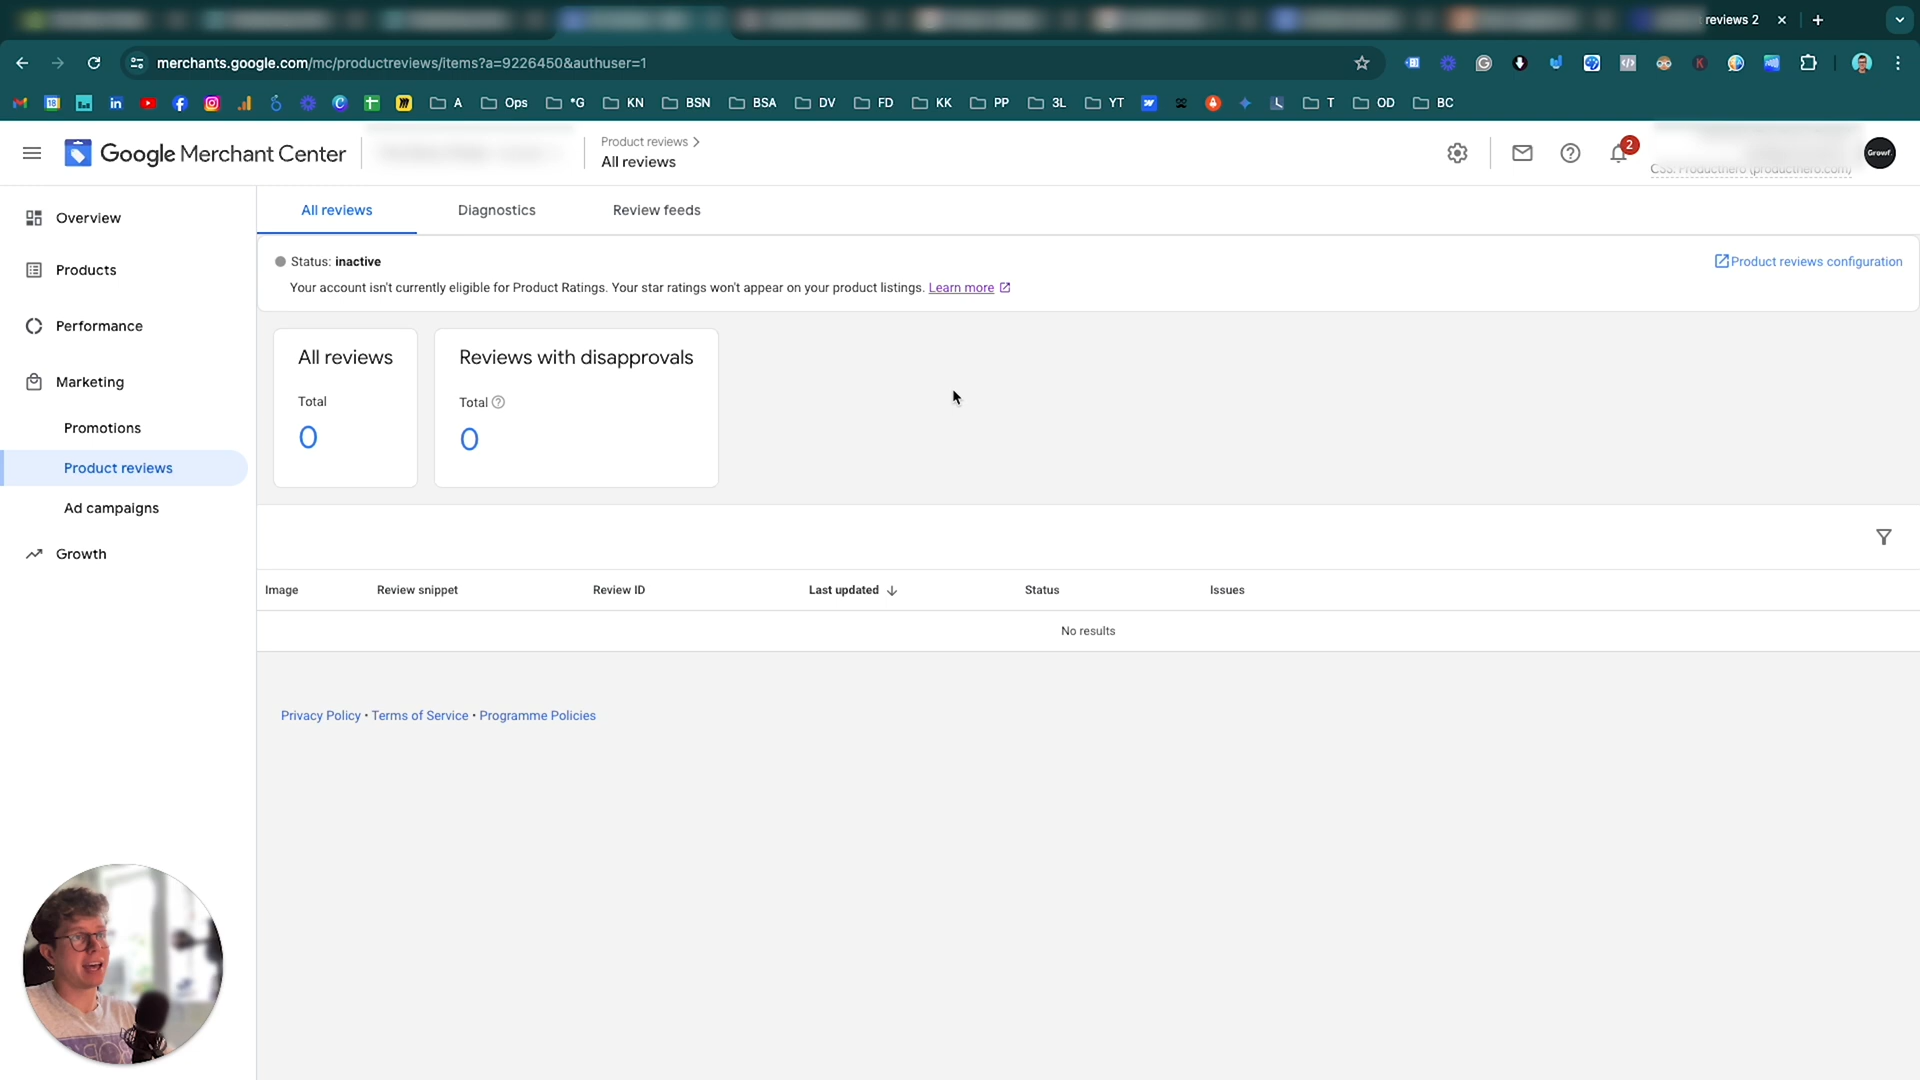 reviews 2
merchants.google.com/mc/productreviews/items?a=9226450&authuser=1
A Ops *G KN BSN BSA DV FD KK PP 3L YT T OD BC
Google Merchant Center
Product reviews
All reviews
2
CSS: Producthero (producthero.com)
Growf.
Overview
Products
Performance
Marketing
Promotions
Product reviews
Ad campaigns
Growth
All reviews Diagnostics Review feeds
Status: inactive
Product reviews configuration
Your account isn't currently eligible for Product Ratings. Your star ratings won't appear on your product listings. Learn more
All reviews
Total
0
Reviews with disapprovals
Total
0
Image Review snippet Review ID Last updated Status Issues
No results
Privacy Policy • Terms of Service • Programme Policies